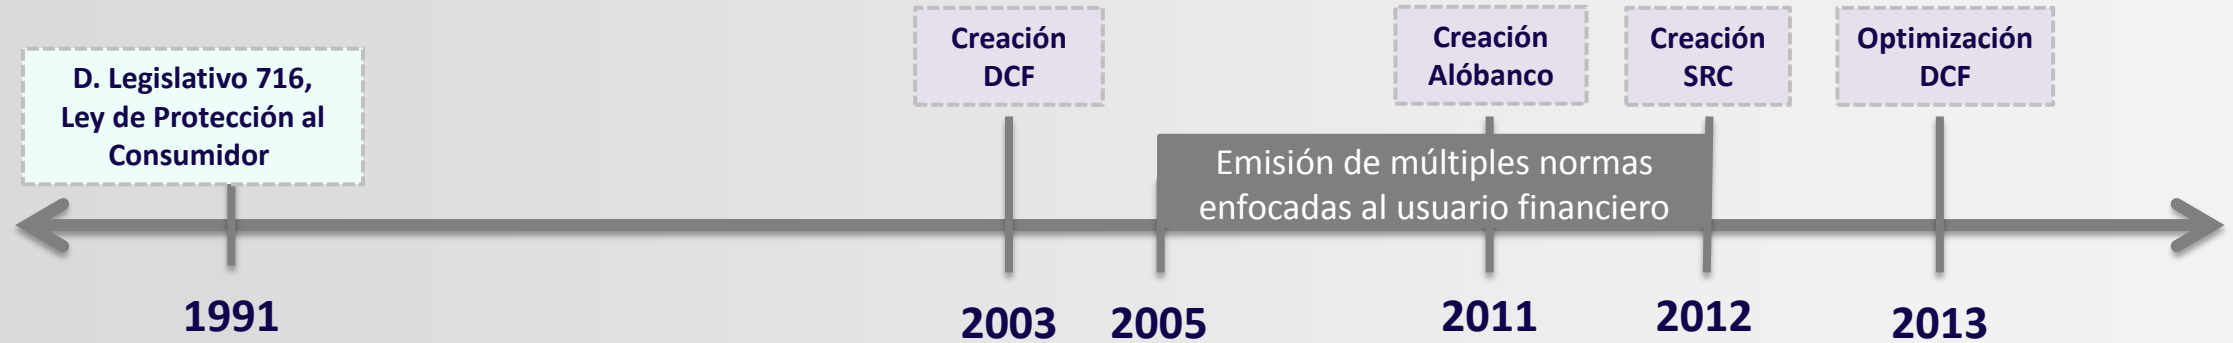 D. Legislativo 716,
Ley de Protección al
Consumidor
Creación
DCF
Creación
Alóbanco
Creación
SRC
Optimización
DCF
Emisión de múltiples normas
enfocadas al usuario financiero
1991
2003
2005
2011
2012
2013